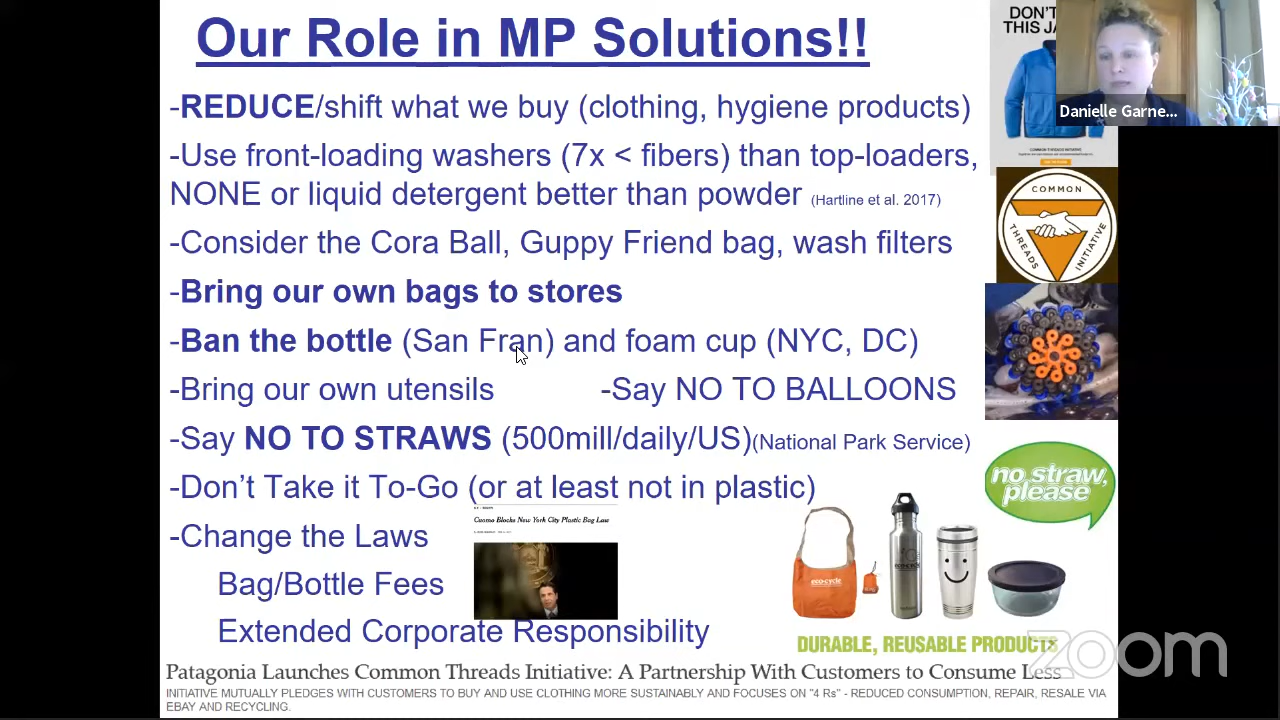 Our Role in MP Solutions!!
DON'T
THIS JA
Danielle Garne...
-REDUCE/shift what we buy (clothing, hygiene products)
-Use front-loading washers (7x < fibers) than top-loaders,
NONE or liquid detergent better than powder (Hartline et al. 2017)
COMMON
THREADS
INITIATIVE
-Consider the Cora Ball, Guppy Friend bag, wash filters
-Bring our own bags to stores
-Ban the bottle (San Fran) and foam cup (NYC, DC)
-Bring our own utensils -Say NO TO BALLOONS
-Say NO TO STRAWS (500mill/daily/US)(National Park Service)
no straw,
please
-Don't Take it To-Go (or at least not in plastic)
Cuomo Blocks New York City Plastic Bag Law
-Change the Laws
Bag/Bottle Fees
Extended Corporate Responsibility
eco-cycle
eco-cycle
DURABLE, REUSABLE PRODUCTS
zoom
Patagonia Launches Common Threads Initiative: A Partnership With Customers to Consume Less
INITIATIVE MUTUALLY PLEDGES WITH CUSTOMERS TO BUY AND USE CLOTHING MORE SUSTAINABLY AND FOCUSES ON "4 Rs" - REDUCED CONSUMPTION, REPAIR, RESALE VIA
EBAY AND RECYCLING.